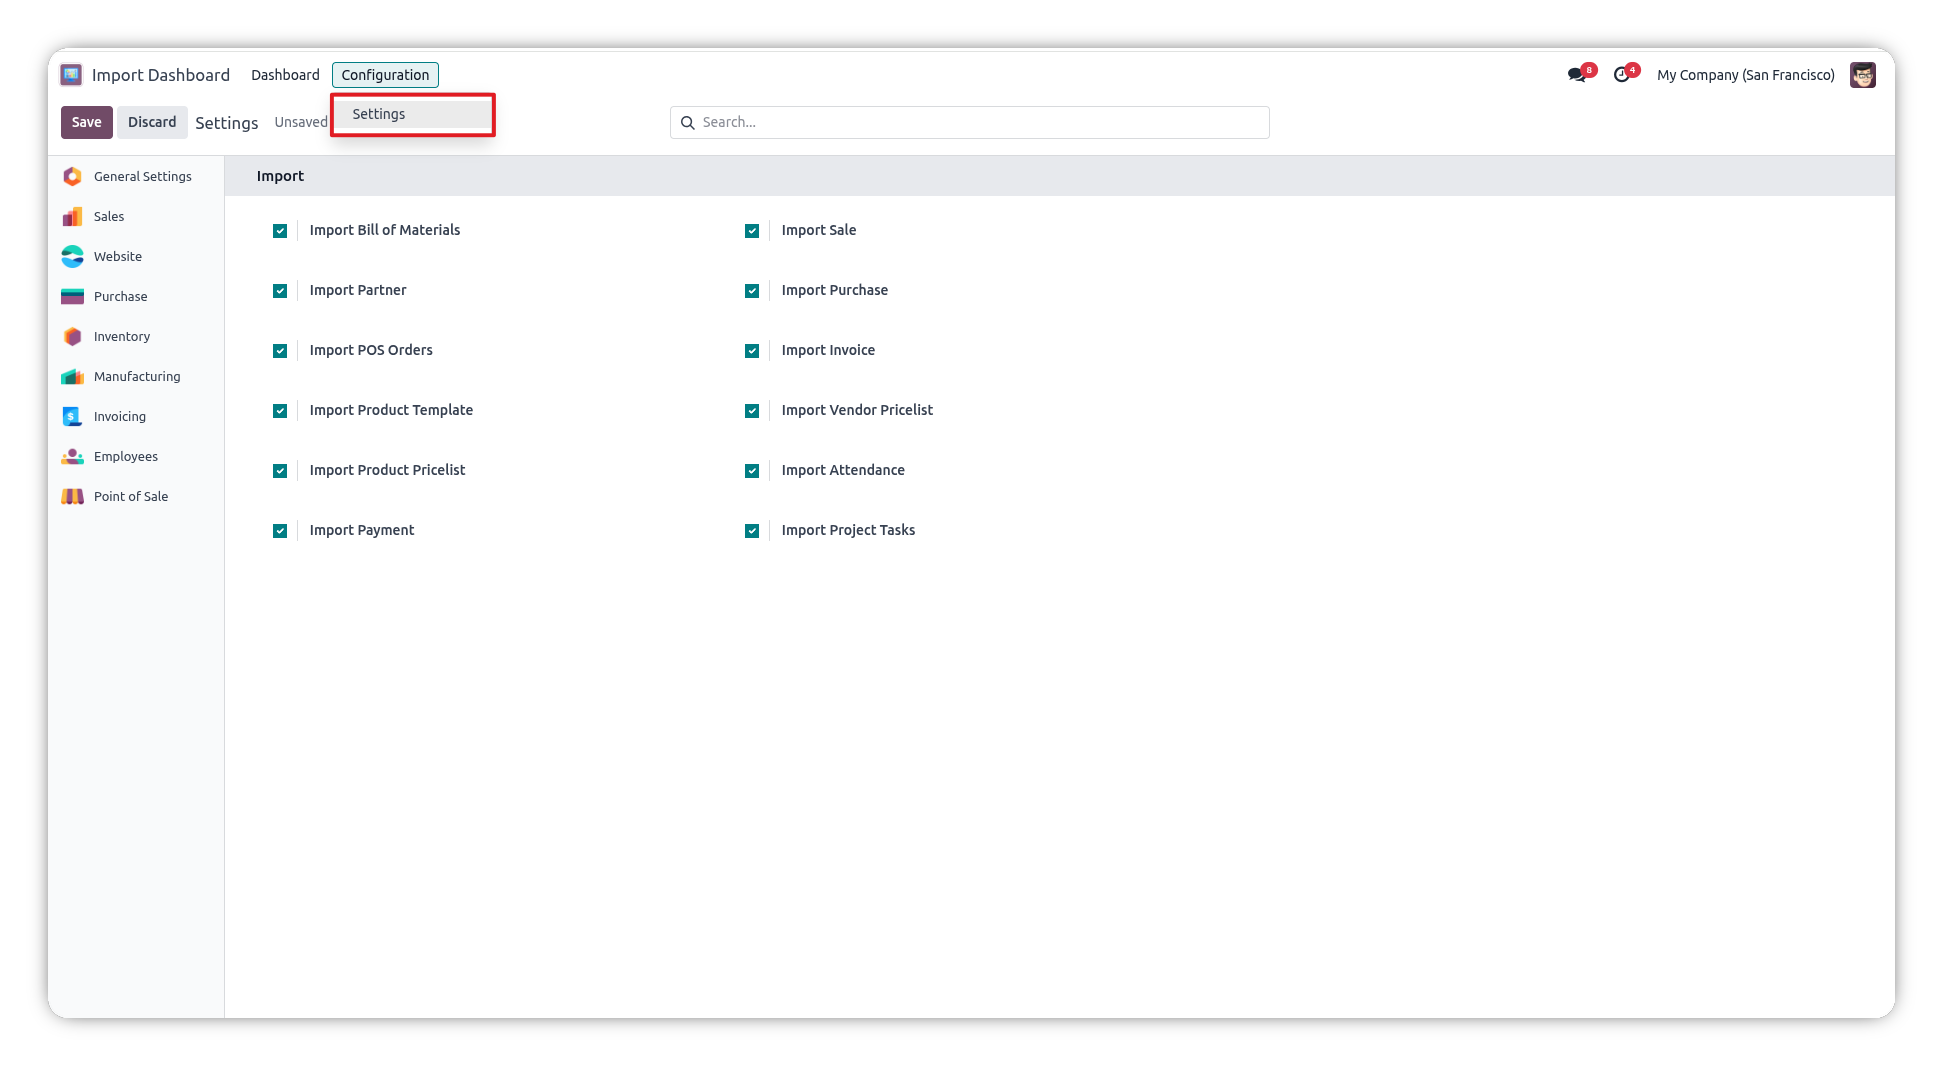 Import Dashboard Dashboard Configuration 8 4 My Company (San Francisco)
Save Discard Settings Unsaved Settings Search...
General Settings
Sales
Website
Purchase
Inventory
Manufacturing
Invoicing
Employees
Point of Sale
Import
Import Bill of Materials Import Sale
Import Partner Import Purchase
Import POS Orders Import Invoice
Import Product Template Import Vendor Pricelist
Import Product Pricelist Import Attendance
Import Payment Import Project Tasks